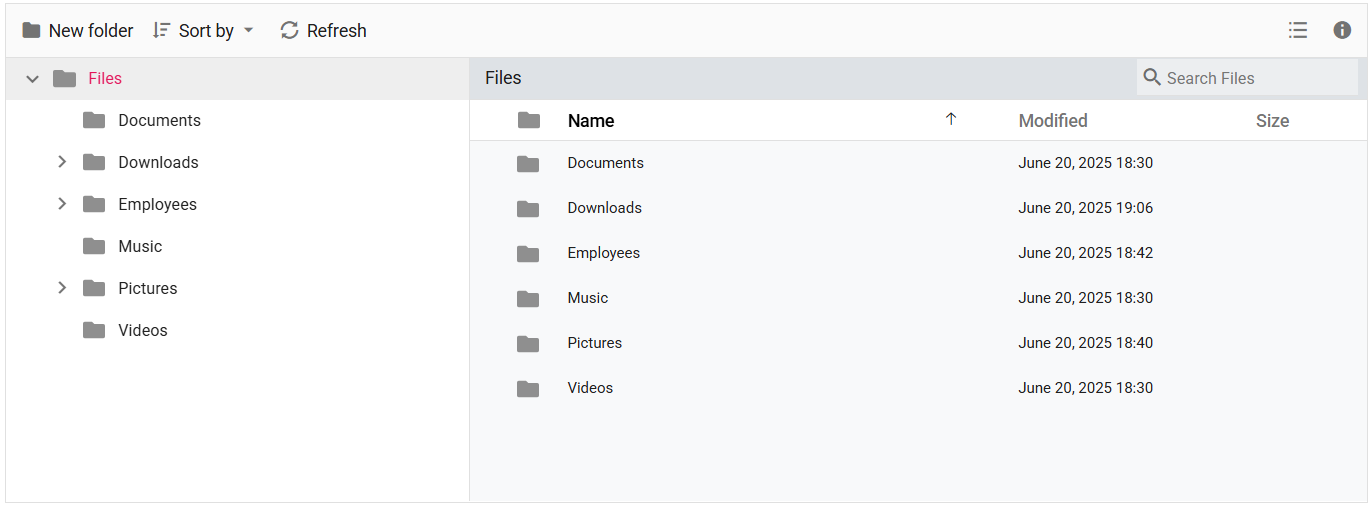 New folder Sort by Refresh
Files
Documents
Downloads
Employees
Music
Pictures
Videos
Files Search Files
Name Modified Size
Documents June 20, 2025 18:30
Downloads June 20, 2025 19:06
Employees June 20, 2025 18:42
Music June 20, 2025 18:30
Pictures June 20, 2025 18:40
Videos June 20, 2025 18:30